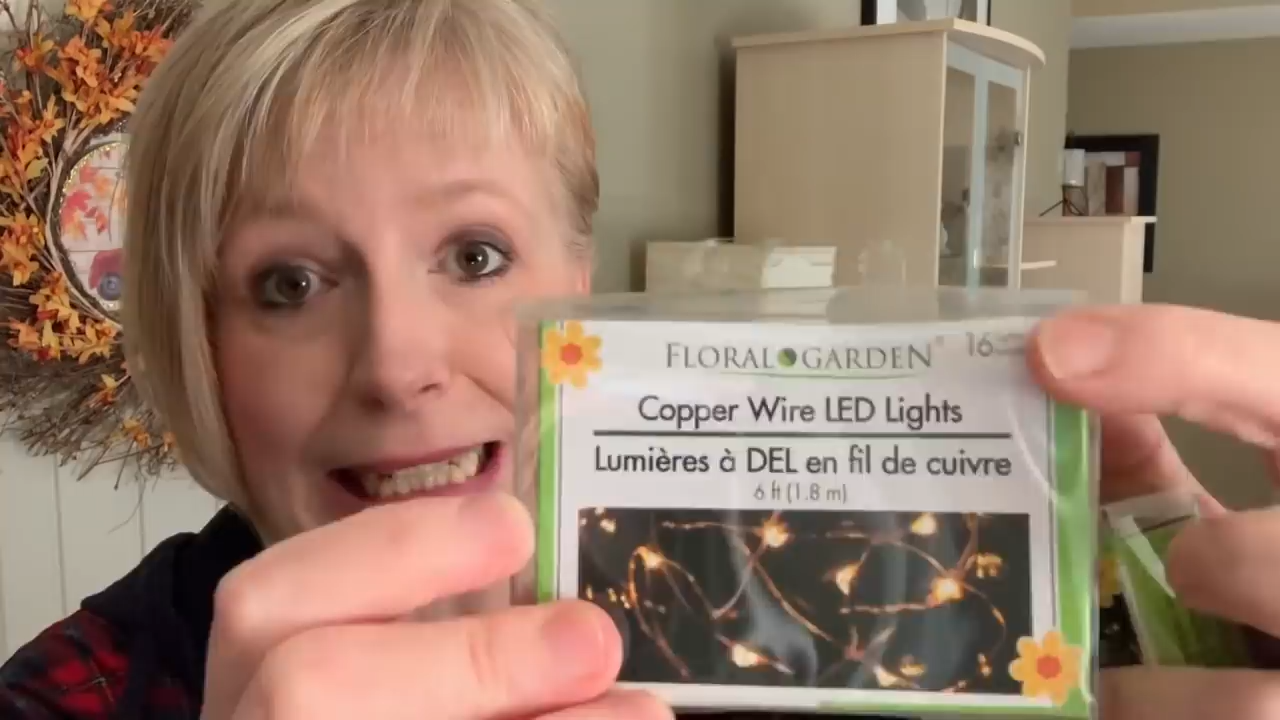 FLORAL GARDEN® 16
Copper Wire LED Lights
Lumières à DEL en fil de cuivre
6 ft (1.8 m)